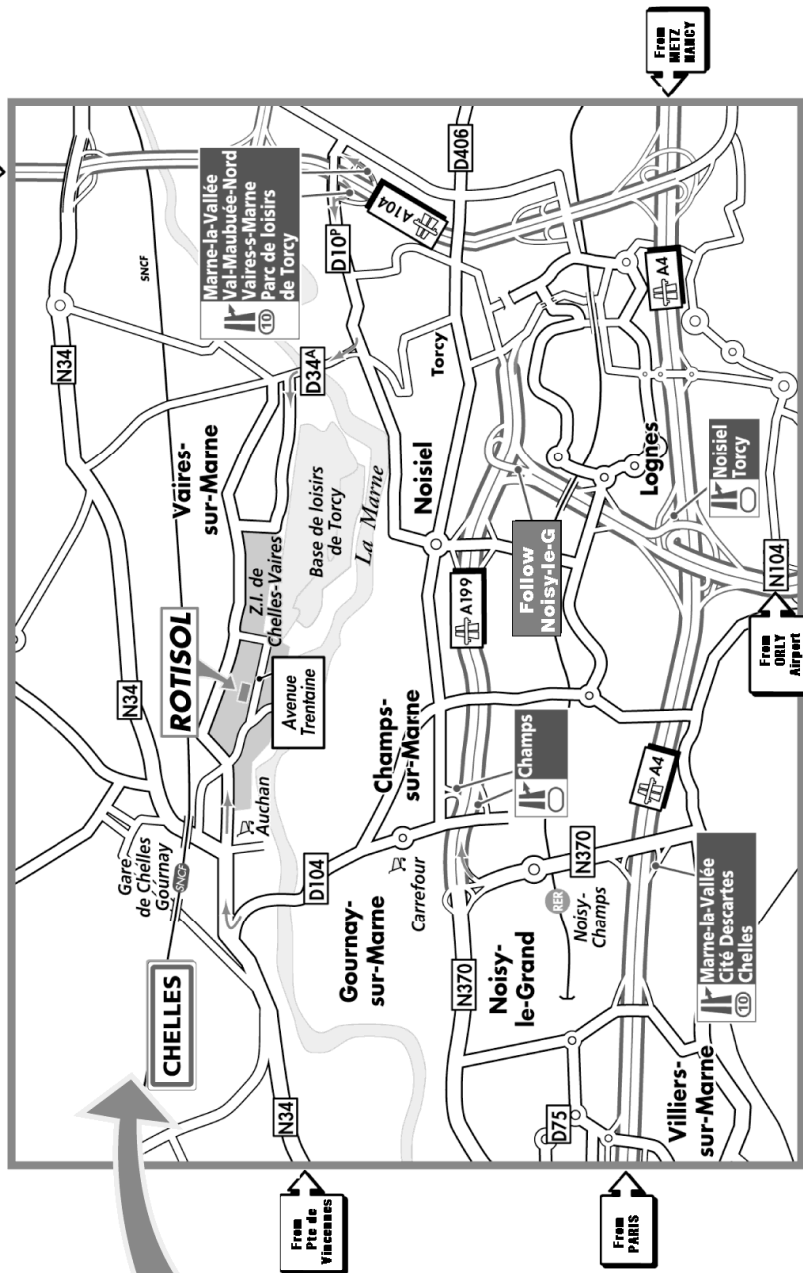 From
METZ
NANCY
N34
SNCF
Marne-la-Vallée
Val-Maubuée-Nord
Vaires-s-Marne
Parc de loisirs
de Torcy
10
D10P
A104
D406
A4
D34A
Vaires-
sur-Marne
Torcy
Noisiel
Lognes
Noisiel
Torcy
Base de loisirs
de Torcy
La Marne
Z.I. de
Chelles-Vaires
Follow
Noisy-le-G
A199
N104
From
ORLY
Airport
N34
ROTISOL
Avenue
Trentaine
Champs-
sur-Marne
Champs
A4
Auchan
Gare
de Chelles
Gournay
SNCF
D104
Carrefour
N370
RER
Noisy-
Champs
Gournay-
sur-Marne
N370
Noisy-
le-Grand
Marne-la-Vallée
Cité Descartes
Chelles
10
CHELLES
N34
D75
Villiers-
sur-Marne
From
Pte de
Vincennes
From
PARIS